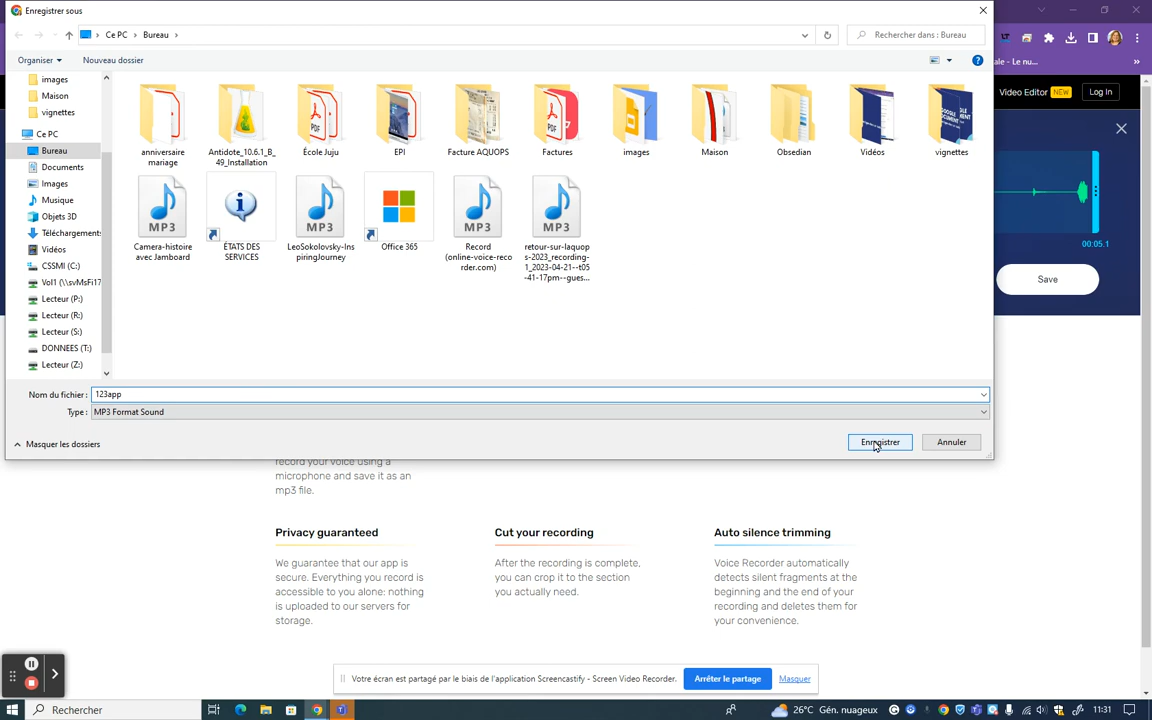 Enregistrer sous
Ce PC > Bureau >
Rechercher dans : Bureau
Organiser
Nouveau dossier
images
Maison
vignettes
Ce PC
Bureau
Documents
Images
Musique
Objets 3D
Téléchargements
Vidéos
CSSMI (C:)
Vol1 (\\svMsFi17
Lecteur (P:)
Lecteur (R:)
Lecteur (S:)
DONNEES (T:)
Lecteur (Z:)
anniversaire
mariage
Antidote_10.6.1_B_
49_Installation
École Juju
EPI
Facture AQUOPS
Factures
images
Maison
Obsedian
Vidéos
vignettes
Camera-histoire
avec Jamboard
ÉTATS DES
SERVICES
LeoSokolovsky-Ins
piringJourney
Office 365
Record
(online-voice-reco
rder.com)
retour-sur-laquop
s-2023_recording-
1_2023-04-21--t05
-41-17pm--gues...
Nom du fichier : 123app
Type : MP3 Format Sound
Masquer les dossiers
Enregistrer
Annuler
ale - Le nu...
»
Video Editor NEW
Log In
00:05.1
Save
record your voice using a
microphone and save it as an
mp3 file.
Privacy guaranteed
We guarantee that our app is
secure. Everything you record is
accessible to you alone: nothing
is uploaded to our servers for
storage.
Cut your recording
After the recording is complete,
you can crop it to the section
you actually need.
Auto silence trimming
Voice Recorder automatically
detects silent fragments at the
beginning and the end of your
recording and deletes them for
your convenience.
Votre écran est partagé par le biais de l'application Screencastify - Screen Video Recorder.
Arrêter le partage
Masquer
Rechercher
26°C Gén. nuageux
11:31